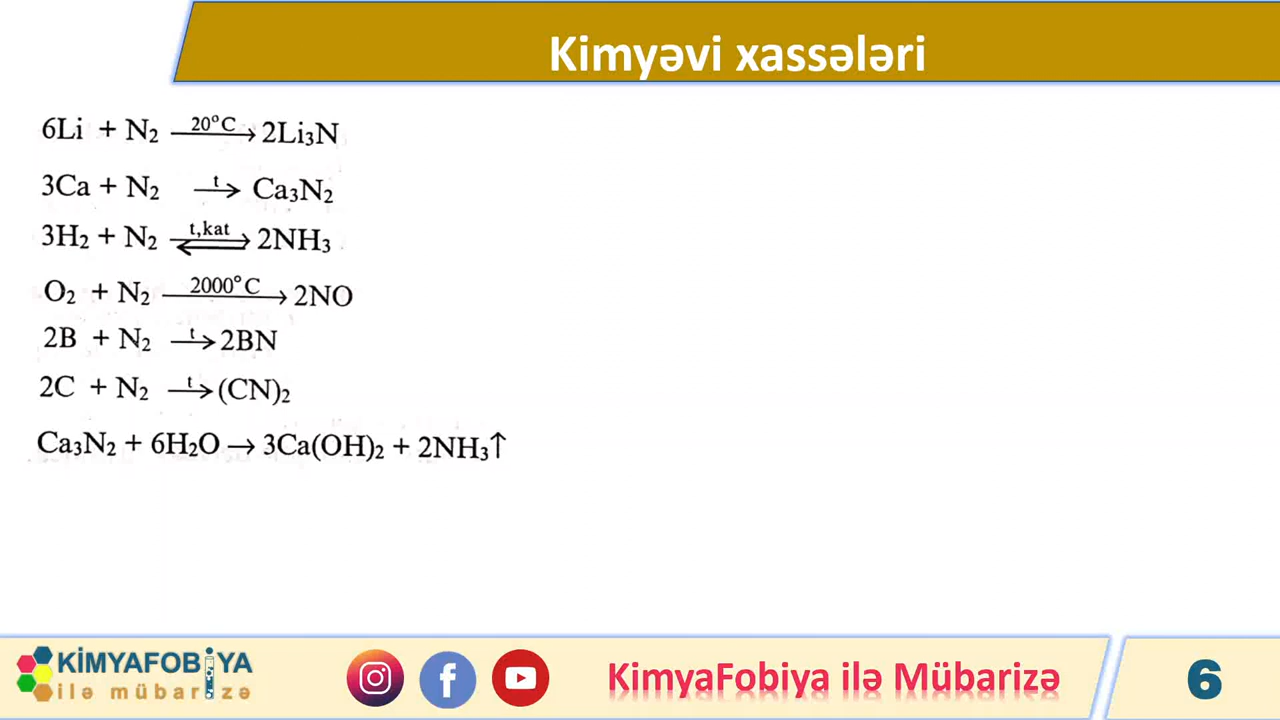 Kimyəvi xassələri
6Li + N₂ —20°C→ 2Li₃N
3Ca + N₂ —t→ Ca₃N₂
3H₂ + N₂ ⇄ t,kat 2NH₃
O₂ + N₂ —2000°C→ 2NO
2B + N₂ —t→ 2BN
2C + N₂ —t→ (CN)₂
Ca₃N₂ + 6H₂O → 3Ca(OH)₂ + 2NH₃↑
KİMYAFOBİYA
ilə mübarizə
KimyaFobiya ilə Mübarizə
6